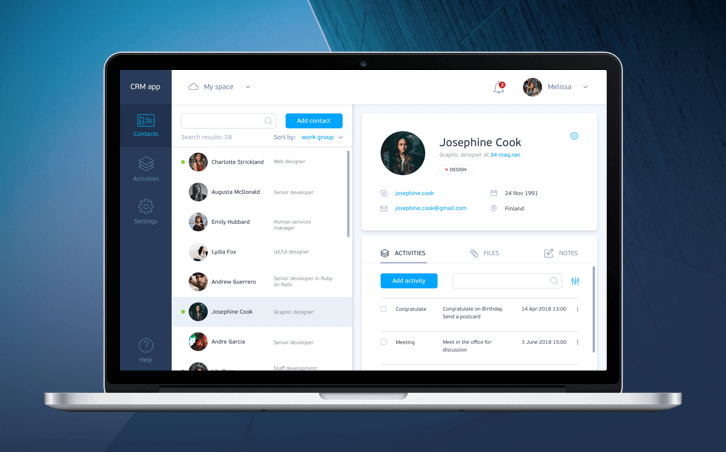 CRM app
My space
2
Melissa
Contacts
Activities
Settings
Help
Add contact
Search results: 28
Sort by: work group
Charlotte Strickland
Web designer
Augusta McDonald
Senior developer
Emily Hubbard
Human services
manager
Lydia Fox
UX/UI designer
Andrew Guerrero
Senior developer in Ruby
on Rails
Josephine Cook
Graphic designer
Andre Garcia
Senior developer
Staff development
Josephine Cook
Graphic designer at 34 mag.net
DESIGN
josephine.cook
24 Nov 1991
josephine.cook@gmail.com
Finland
ACTIVITIES
FILES
NOTES
Add activity
Congratulate
Congratulate on Birthday.
Send a postcard
14 Apr 2018 13:00
Meeting
Meet in the office for
discussion
3 June 2018 15:00